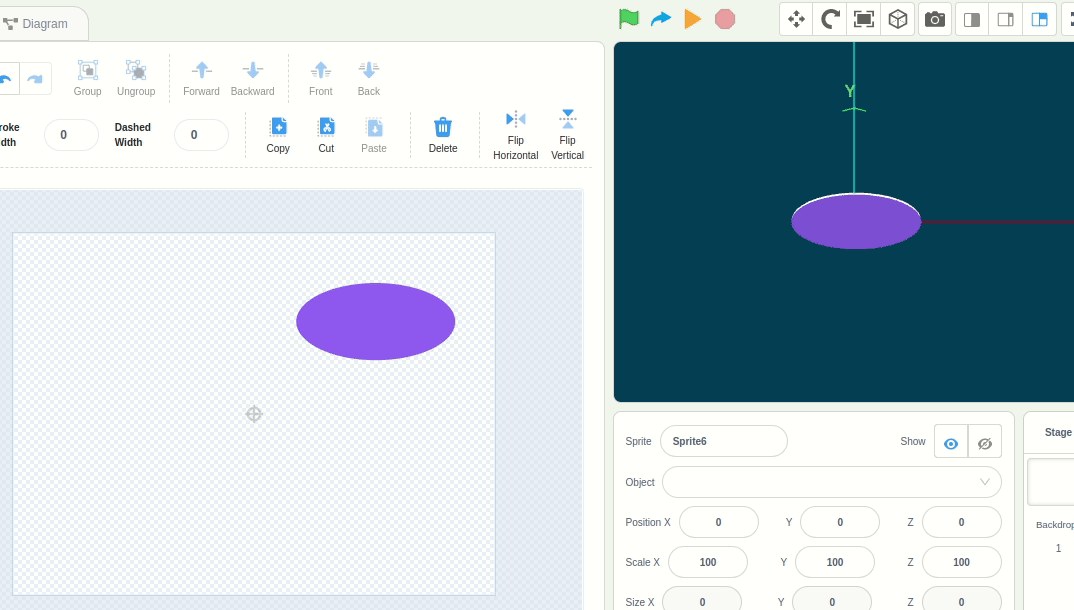 Diagram
Group
Ungroup
Forward
Backward
Front
Back
Dashed
Width
0
0
Copy
Cut
Paste
Delete
Flip
Horizontal
Flip
Vertical
Y
Sprite
Sprite6
Show
Stage
Object
Position X
0
Y
0
Z
0
Backdrop
1
Scale X
100
Y
100
Z
100
Size X
0
Y
0
Z
0